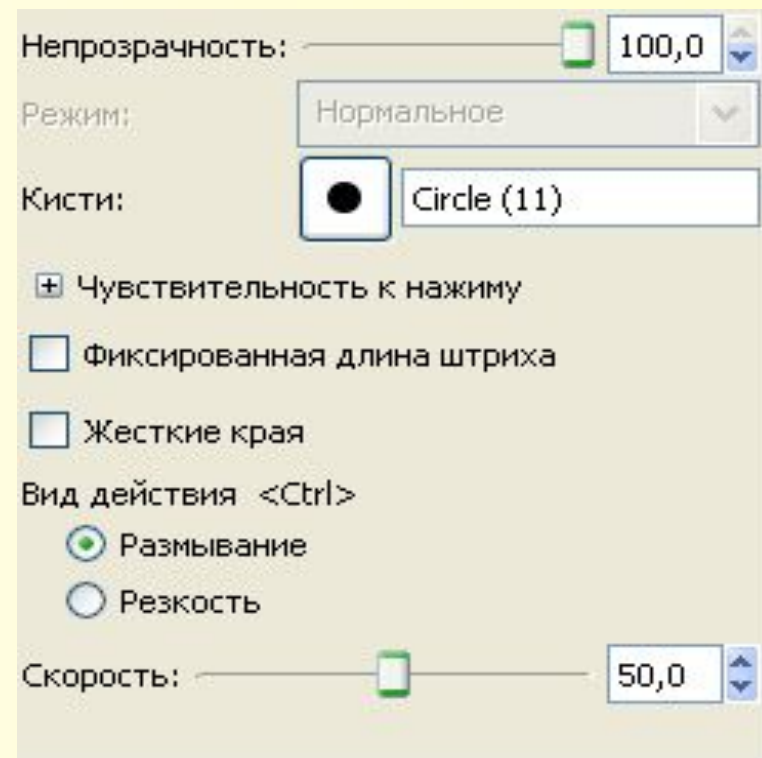 Непрозрачность: 100,0
Режим: Нормальное
Кисти: Circle (11)
Чувствительность к нажиму
Фиксированная длина штриха
Жесткие края
Вид действия <Ctrl>
Размывание
Резкость
Скорость: 50,0